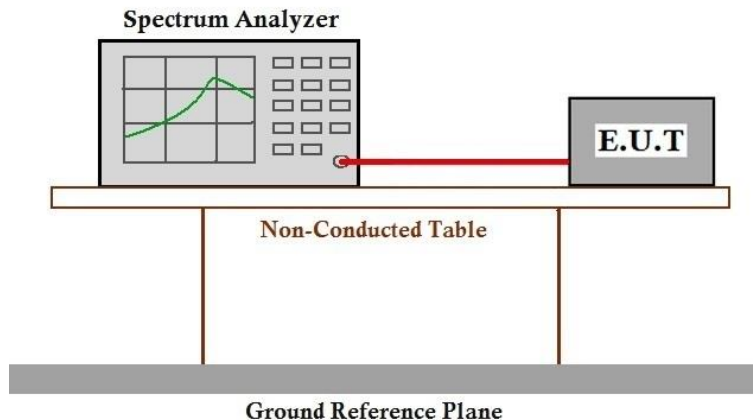 Spectrum Analyzer
E.U.T
Non-Conducted Table
Ground Reference Plane